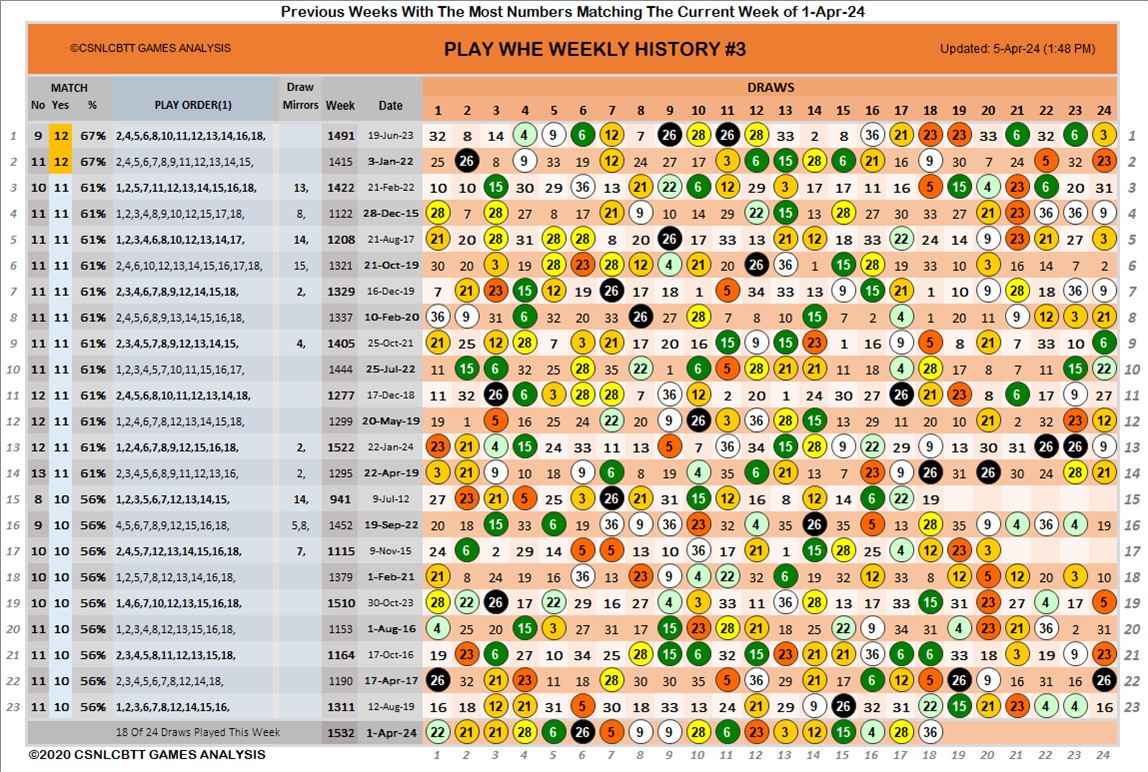 Previous Weeks With The Most Numbers Matching The Current Week of 1-Apr-24
©CSNLCBTT GAMES ANALYSIS PLAY WHE WEEKLY HISTORY #3 Updated: 5-Apr-24 (1:48 PM)
MATCH Draw DRAWS
No Yes % PLAY ORDER(1) Mirrors Week Date 1 2 3 4 5 6 7 8 9 10 11 12 13 14 15 16 17 18 19 20 21 22 23 24
1 9 12 67% 2,4,5,6,8,10,11,12,13,14,16,18, 1491 19-Jun-23 32 8 14 4 9 6 12 7 26 28 26 28 33 2 8 36 21 23 23 33 6 32 6 3 1
2 11 12 67% 2,4,5,6,7,8,9,11,12,13,14,15, 1415 3-Jan-22 25 26 8 9 33 19 12 24 27 17 3 6 15 28 6 21 16 9 30 7 24 5 32 23 2
3 10 11 61% 1,2,5,7,11,12,13,14,15,16,18, 13, 1422 21-Feb-22 10 10 15 30 29 36 13 21 22 6 12 29 3 17 17 11 16 5 15 4 23 6 20 31 3
4 11 11 61% 1,2,3,4,8,9,10,12,15,17,18, 8, 1122 28-Dec-15 28 7 28 27 8 17 21 9 10 14 29 22 15 13 28 27 30 33 27 21 23 36 36 9 4
5 11 11 61% 1,2,3,4,6,8,10,12,13,14,17, 14, 1208 21-Aug-17 21 20 28 31 28 28 8 20 26 17 33 13 21 12 18 33 22 24 14 9 23 21 27 3 5
6 11 11 61% 2,4,6,10,12,13,14,15,16,17,18, 15, 1321 21-Oct-19 30 20 3 19 28 23 28 12 4 21 20 26 36 1 15 28 19 33 10 3 16 14 7 2 6
7 11 11 61% 2,3,4,6,7,8,9,12,14,15,18, 2, 1329 16-Dec-19 7 21 23 15 12 19 26 17 18 1 5 34 33 13 9 15 21 1 10 9 28 18 36 9 7
8 11 11 61% 2,4,5,6,8,9,13,14,15,16,18, 1337 10-Feb-20 36 9 31 6 32 20 33 26 27 28 7 8 10 15 7 2 4 1 20 11 9 12 3 21 8
9 11 11 61% 2,3,4,5,7,8,9,12,13,14,15, 4, 1405 25-Oct-21 21 25 12 28 7 3 21 17 20 16 15 9 15 23 1 16 9 5 8 21 7 33 10 6 9
10 11 11 61% 1,2,3,4,5,7,10,11,15,16,17, 1444 25-Jul-22 11 15 6 32 25 28 35 22 1 6 5 28 21 21 11 18 4 28 17 8 7 11 15 22 10
11 12 11 61% 2,4,5,6,8,10,11,12,13,14,18, 1277 17-Dec-18 11 32 26 6 3 28 28 7 36 12 2 20 1 24 30 27 26 21 23 8 6 17 9 27 11
12 12 11 61% 1,2,4,6,7,8,12,13,14,15,18, 1299 20-May-19 19 1 5 16 25 24 22 20 9 26 3 36 28 15 13 29 11 20 10 21 2 32 23 12 12
13 12 11 61% 1,2,4,6,7,8,9,12,15,16,18, 2, 1522 22-Jan-24 23 21 4 15 24 33 11 13 5 7 36 34 15 28 9 22 29 9 13 30 31 26 26 9 13
14 13 11 61% 2,3,4,5,6,8,9,11,12,13,16, 2, 1295 22-Apr-19 3 21 9 10 18 9 6 8 19 4 35 6 21 13 7 23 9 26 31 26 30 24 28 21 14
15 8 10 56% 1,2,3,5,6,7,12,13,14,15, 14, 941 9-Jul-12 27 23 21 5 25 3 26 21 31 15 12 16 8 12 14 6 22 19 15
16 9 10 56% 4,5,6,7,8,9,12,15,16,18, 5,8, 1452 19-Sep-22 20 18 15 33 6 19 36 9 36 23 32 4 35 26 35 5 13 28 35 9 4 36 4 19 16
17 10 10 56% 2,4,5,7,12,13,14,15,16,18, 7, 1115 9-Nov-15 24 6 2 29 14 5 5 13 10 36 17 21 1 15 28 25 4 12 23 3 17
18 10 10 56% 1,2,5,7,8,12,13,14,16,18, 1379 1-Feb-21 21 8 24 19 16 36 13 23 9 4 22 32 6 19 32 12 33 8 12 5 12 20 3 10 18
19 10 10 56% 1,4,6,7,10,12,13,15,16,18, 1510 30-Oct-23 28 22 26 17 22 29 16 27 4 3 33 11 36 28 13 17 33 15 31 23 27 4 17 5 19
20 11 10 56% 1,2,3,4,8,12,13,15,16,18, 1153 1-Aug-16 4 25 20 15 3 27 31 17 15 23 28 21 18 25 22 9 34 31 4 23 21 36 2 31 20
21 11 10 56% 2,3,4,5,8,11,12,13,15,18, 1164 17-Oct-16 19 23 6 27 10 34 25 28 15 6 32 15 23 21 21 36 6 6 33 18 3 19 9 23 21
22 11 10 56% 2,3,4,5,6,7,8,12,14,18, 1190 17-Apr-17 26 32 21 23 11 18 28 30 30 35 5 36 29 21 17 6 12 5 26 9 16 31 16 26 22
23 11 10 56% 1,2,3,6,7,8,12,14,15,16, 1311 12-Aug-19 16 18 12 21 31 5 30 18 33 13 24 21 29 9 26 32 31 22 15 21 23 4 4 16 23
18 Of 24 Draws Played This Week 1532 1-Apr-24 22 21 21 28 6 26 5 9 9 28 6 23 3 12 15 4 28 36
©2020 CSNLCBTT GAMES ANALYSIS 1 2 3 4 5 6 7 8 9 10 11 12 13 14 15 16 17 18 19 20 21 22 23 24